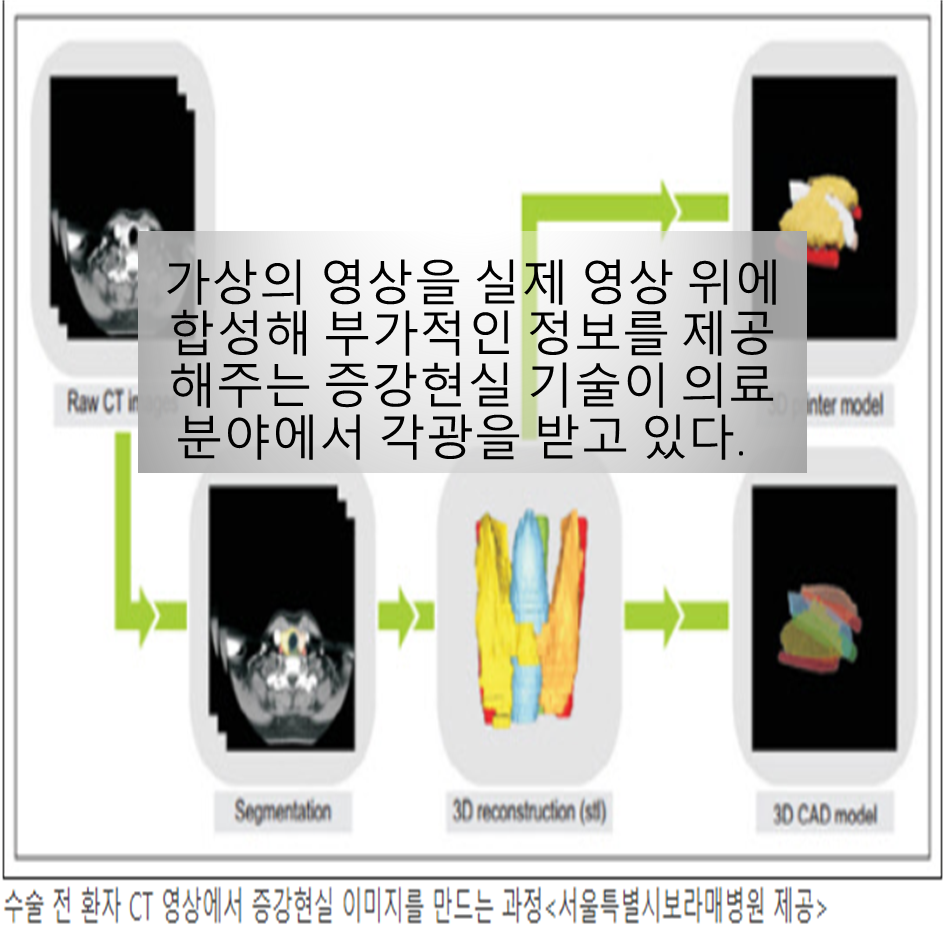 가상의 영상을 실제 영상 위에
합성해 부가적인 정보를 제공
해주는 증강현실 기술이 의료
분야에서 각광을 받고 있다.
Raw CT images
3D printer model
Segmentation
3D reconstruction (stl)
3D CAD model
수술 전 환자 CT 영상에서 증강현실 이미지를 만드는 과정<서울특별시보라매병원 제공>